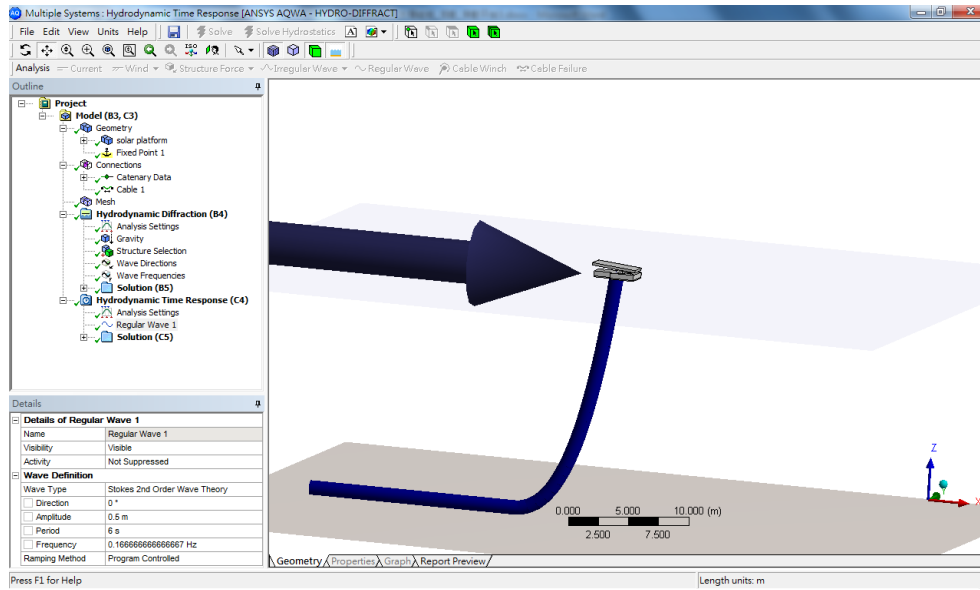 Multiple Systems : Hydrodynamic Time Response [ANSYS AQWA - HYDRO-DIFFRACT]
File Edit View Units Help Solve Solve Hydrostatics
Analysis Current Wind Structure Force Irregular Wave Regular Wave Cable Winch Cable Failure
Outline
Project
Model (B3, C3)
Geometry
solar platform
Fixed Point 1
Connections
Catenary Data
Cable 1
Mesh
Hydrodynamic Diffraction (B4)
Analysis Settings
Gravity
Structure Selection
Wave Directions
Wave Frequencies
Solution (B5)
Hydrodynamic Time Response (C4)
Analysis Settings
Regular Wave 1
Solution (C5)
Details
Details of Regular Wave 1
Name Regular Wave 1
Visibility Visible
Activity Not Suppressed
Wave Definition
Wave Type Stokes 2nd Order Wave Theory
Direction 0 °
Amplitude 0.5 m
Period 6 s
Frequency 0.166666666666667 Hz
Ramping Method Program Controlled
Z
X
0.000 5.000 10.000 (m)
2.500 7.500
Geometry Properties Graph Report Preview
Press F1 for Help
Length units: m